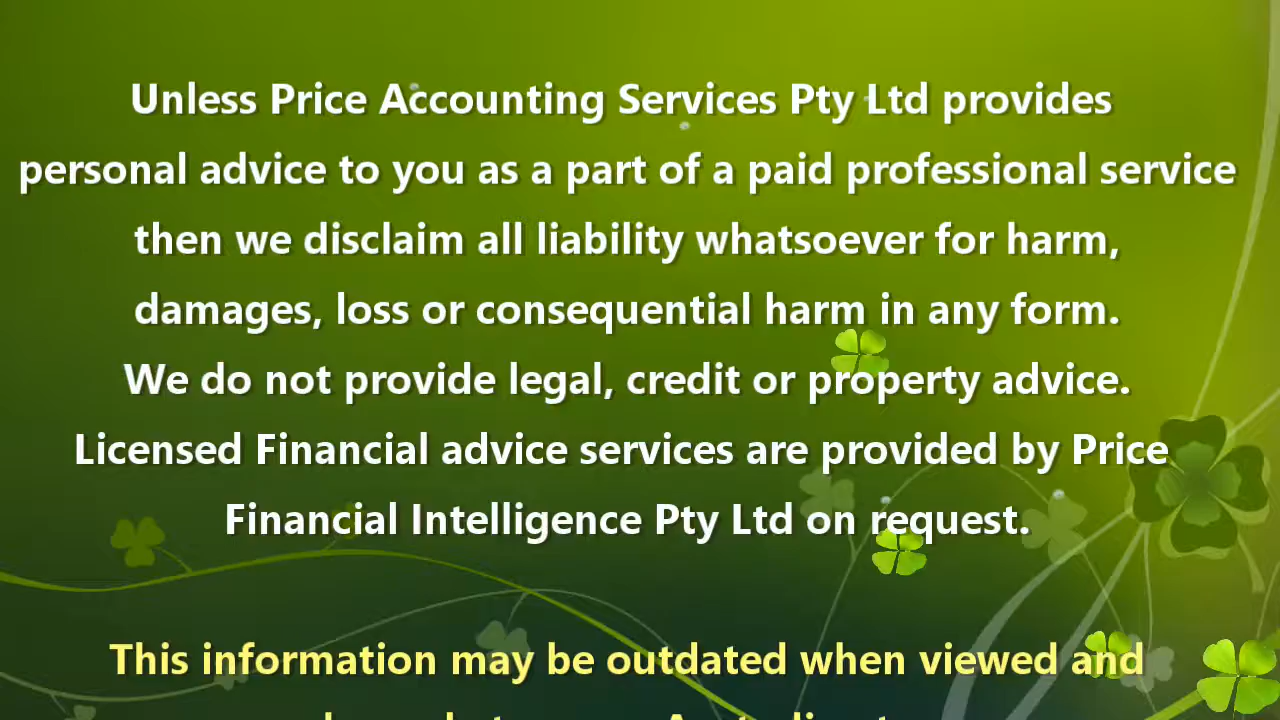 Unless Price Accounting Services Pty Ltd provides
personal advice to you as a part of a paid professional service
then we disclaim all liability whatsoever for harm,
damages, loss or consequential harm in any form.
We do not provide legal, credit or property advice.
Licensed Financial advice services are provided by Price
Financial Intelligence Pty Ltd on request.
This information may be outdated when viewed and